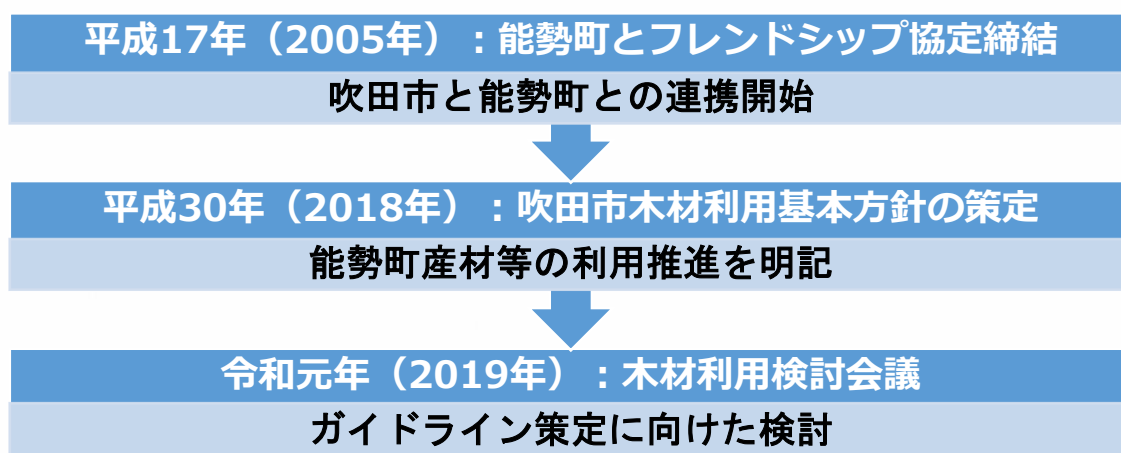 平成17年（2005年）：能勢町とフレンドシップ協定締結
吹田市と能勢町との連携開始
平成30年（2018年）：吹田市木材利用基本方針の策定
能勢町産材等の利用推進を明記
令和元年（2019年）：木材利用検討会議
ガイドライン策定に向けた検討